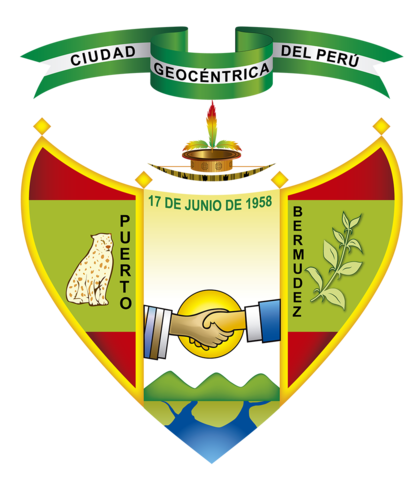 CIUDAD GEOCÉNTRICA DEL PERÚ
17 DE JUNIO DE 1958
PUERTO
BERMUDEZ